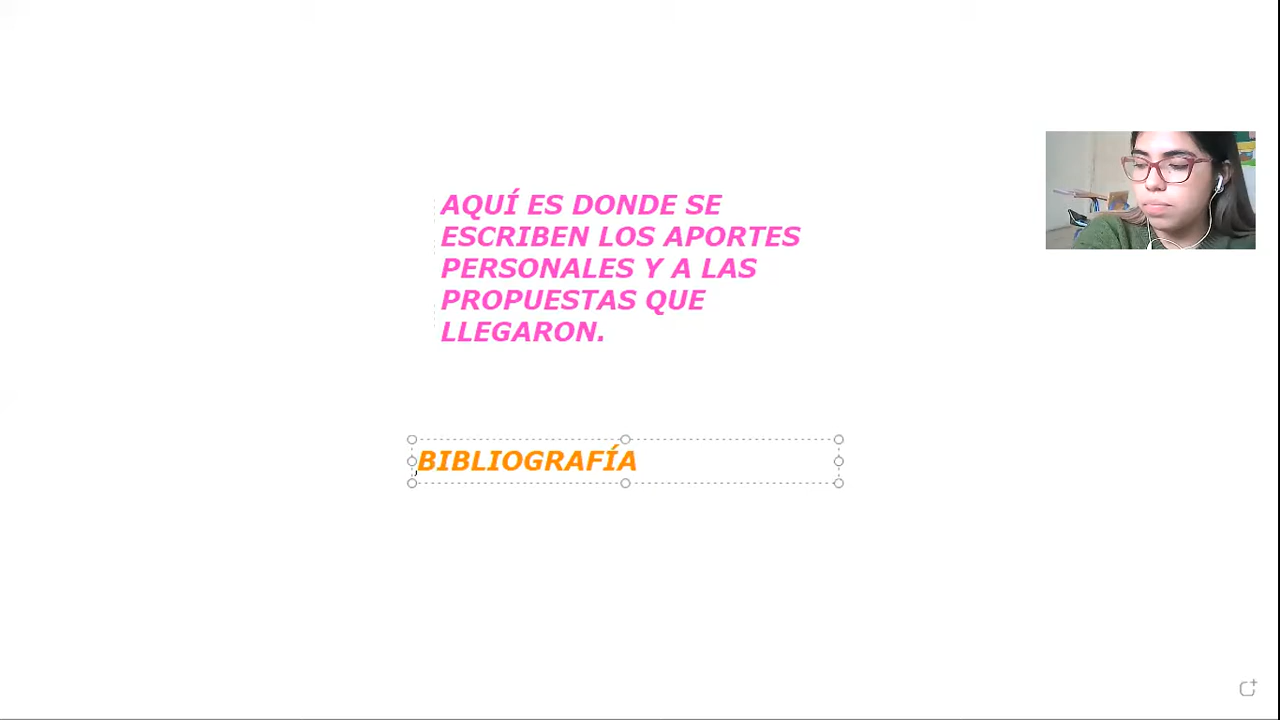 AQUÍ ES DONDE SE
ESCRIBEN LOS APORTES
PERSONALES Y A LAS
PROPUESTAS QUE
LLEGARON.
BIBLIOGRAFÍA